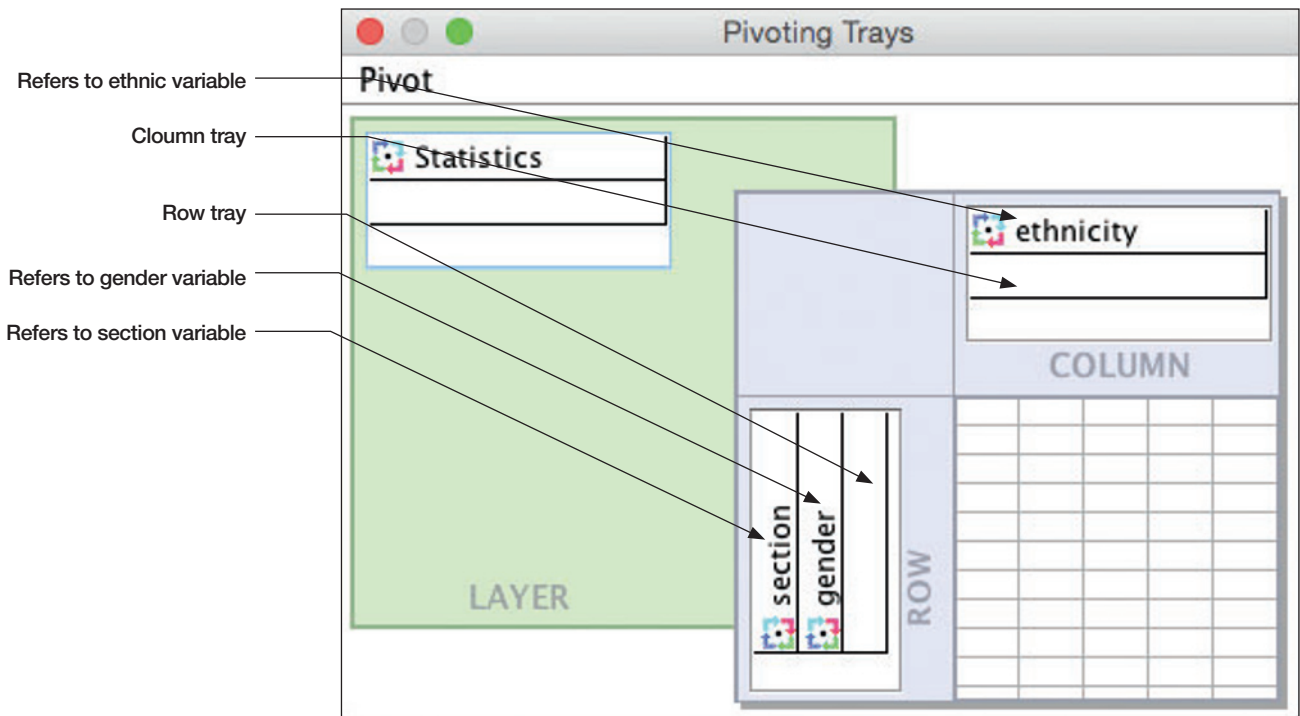 Pivoting Trays
Pivot
Refers to ethnic variable
Cloumn tray
Row tray
Refers to gender variable
Refers to section variable
Statistics
ethnicity
COLUMN
section
gender
ROW
LAYER